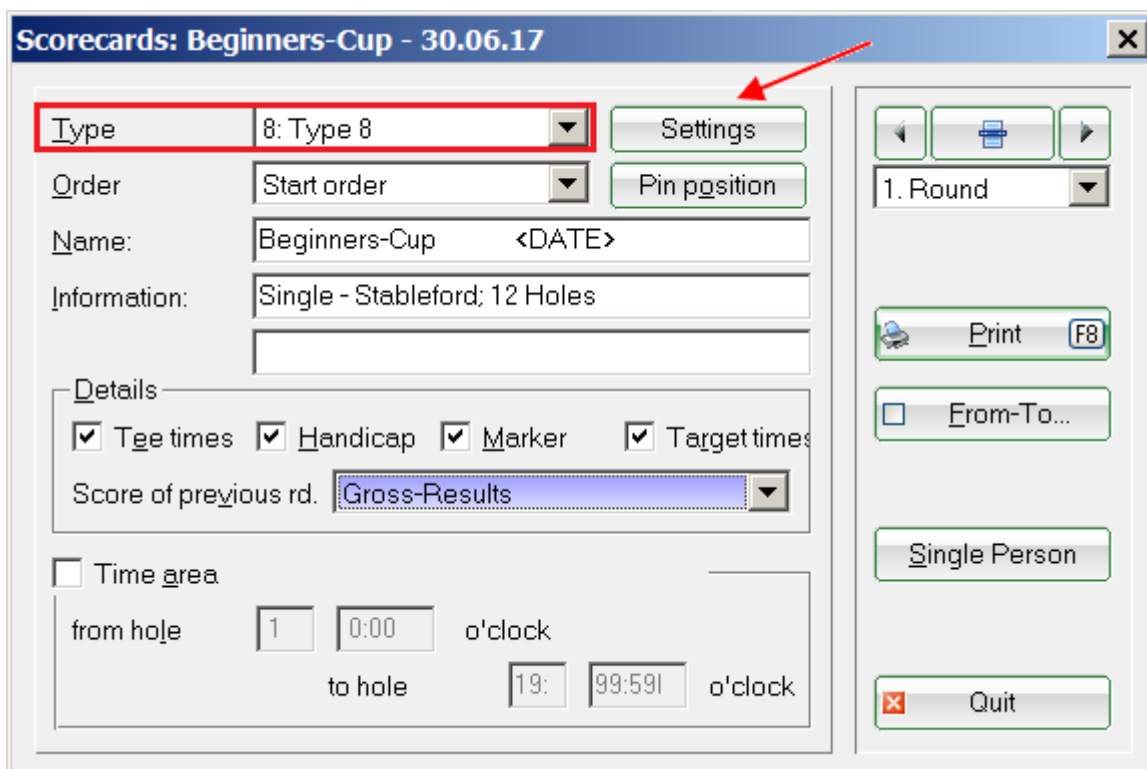 Scorecards: Beginners-Cup - 30.06.17
Type 8: Type 8 Settings
Order Start order Pin position
1. Round
Name: Beginners-Cup <DATE>
Information: Single - Stableford; 12 Holes
Print F8
Details
Tee times Handicap Marker Target times
From-To...
Score of previous rd. Gross-Results
Single Person
Time area
from hole 1 0:00 o'clock
to hole 19: 99:59 o'clock
Quit